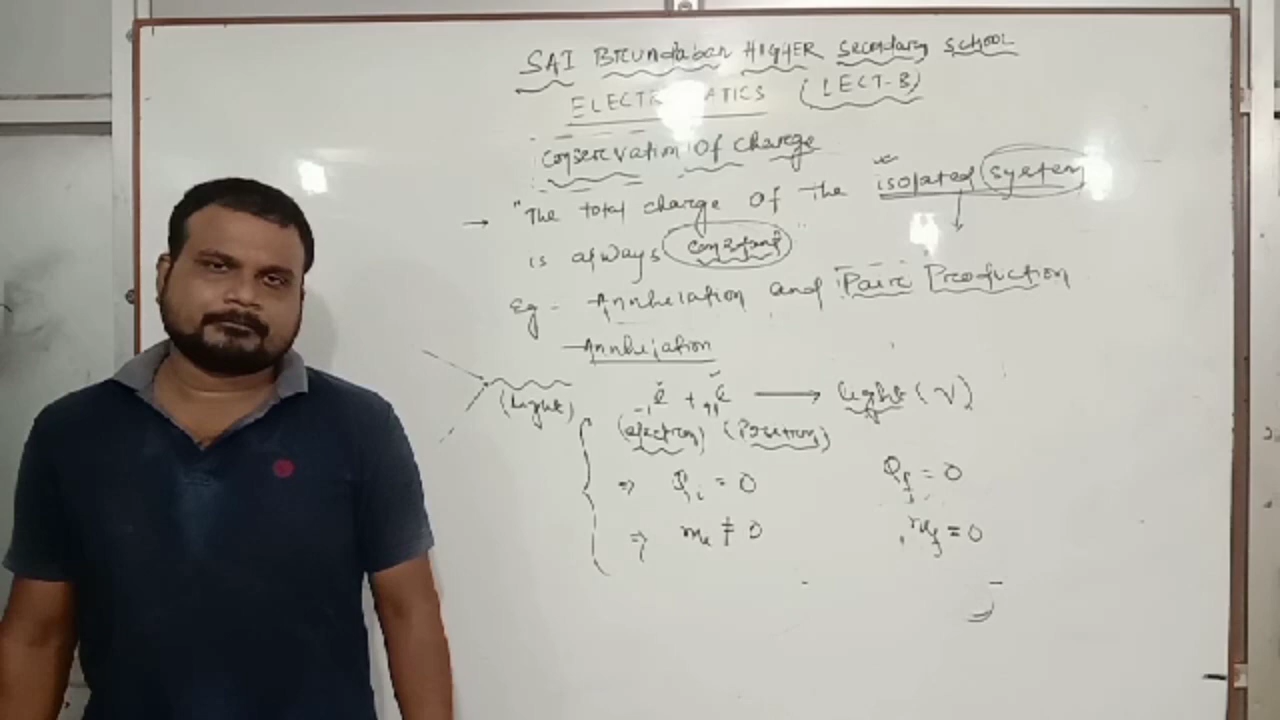 SAI BRUNDABAN HIGHER SECONDARY SCHOOL
ELECTR ATICS (LECT-3)
Conservation Of Charge
→ "The total charge Of The isolated system
is always constant"
Eg - Annhelation and Pair Production
Annhelation
(light) -1e + +1e ⟶ light (ν)
(electron) (Positron)
⇒ Qi = 0 Qf = 0
⇒ mi ≠ 0 mf = 0